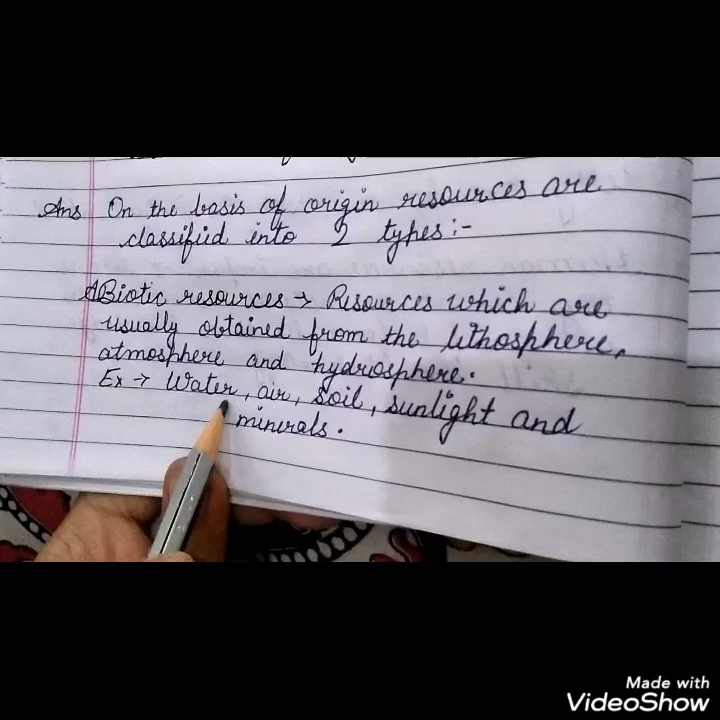 Ans On the basis of origin resources are
classified into 2 types:-
ABiotic resources → Resources which are
usually obtained from the lithosphere,
atmosphere and hydrosphere.
Ex → Water, air, soil, sunlight and
minerals.
Made with
VideoShow